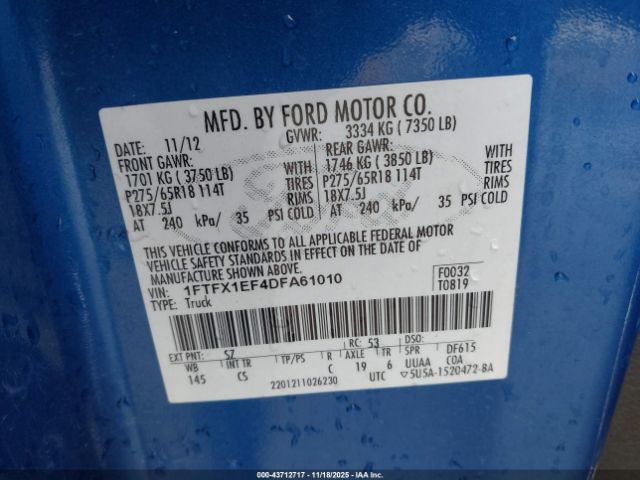 MFD. BY FORD MOTOR CO.
DATE: 11/12 GVWR: 3334 KG ( 7350 LB)
FRONT GAWR: REAR GAWR:
1701 KG ( 3750 LB) WITH 1746 KG ( 3850 LB) WITH
P275/65R18 114T TIRES P275/65R18 114T TIRES
18X7.5J RIMS 18X7.5J RIMS
AT 240 kPa/ 35 PSI COLD AT 240 kPa/ 35 PSI COLD
THIS VEHICLE CONFORMS TO ALL APPLICABLE FEDERAL MOTOR
VEHICLE SAFETY STANDARDS IN EFFECT ON THE DATE OF
MANUFACTURE SHOWN ABOVE.
VIN: 1FTFX1EF4DFA61010 F0032
TYPE: Truck T0819
EXT PNT: SZ RC: 53 DSO:
WB INT TR TP/PS R AXLE TR SPR DF615
145 CS C 19 6 UUAA COA
2201211026230 UTC 5U5A-1520472-BA
© IAA - 000-43712717 - 11/18/2025 - IAAI.COM